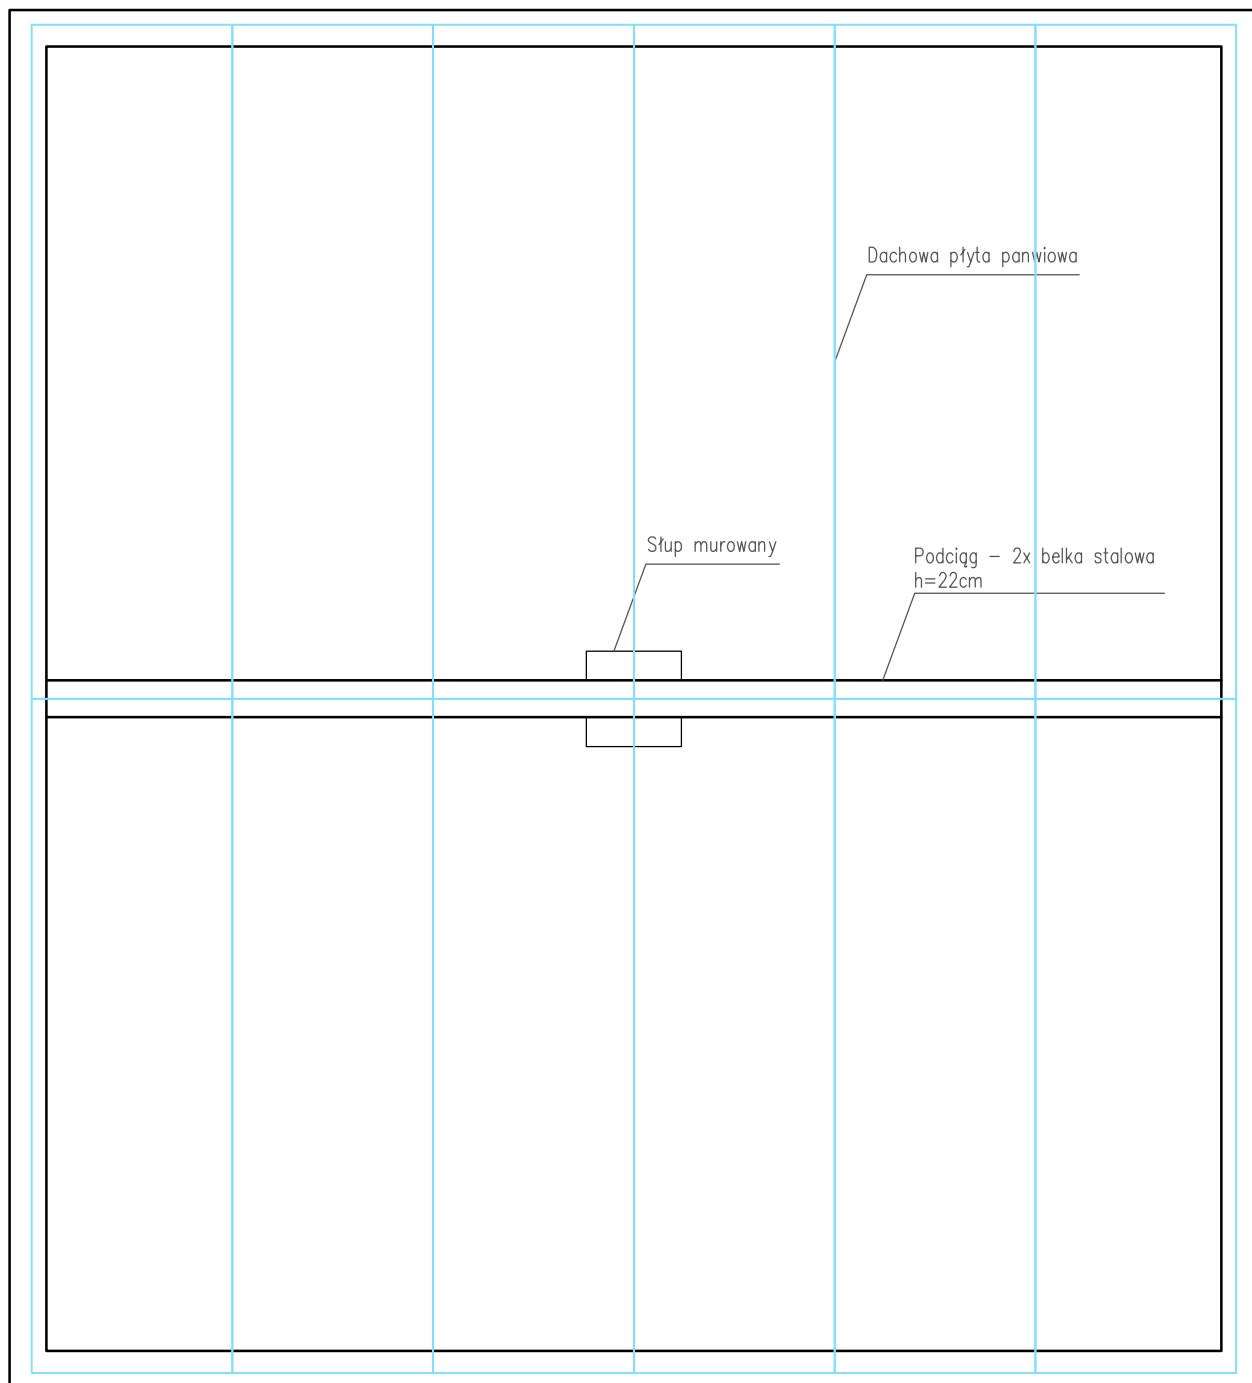 Dachowa płyta panwiowa
Słup murowany
Podciąg – 2x belka stalowa
h=22cm